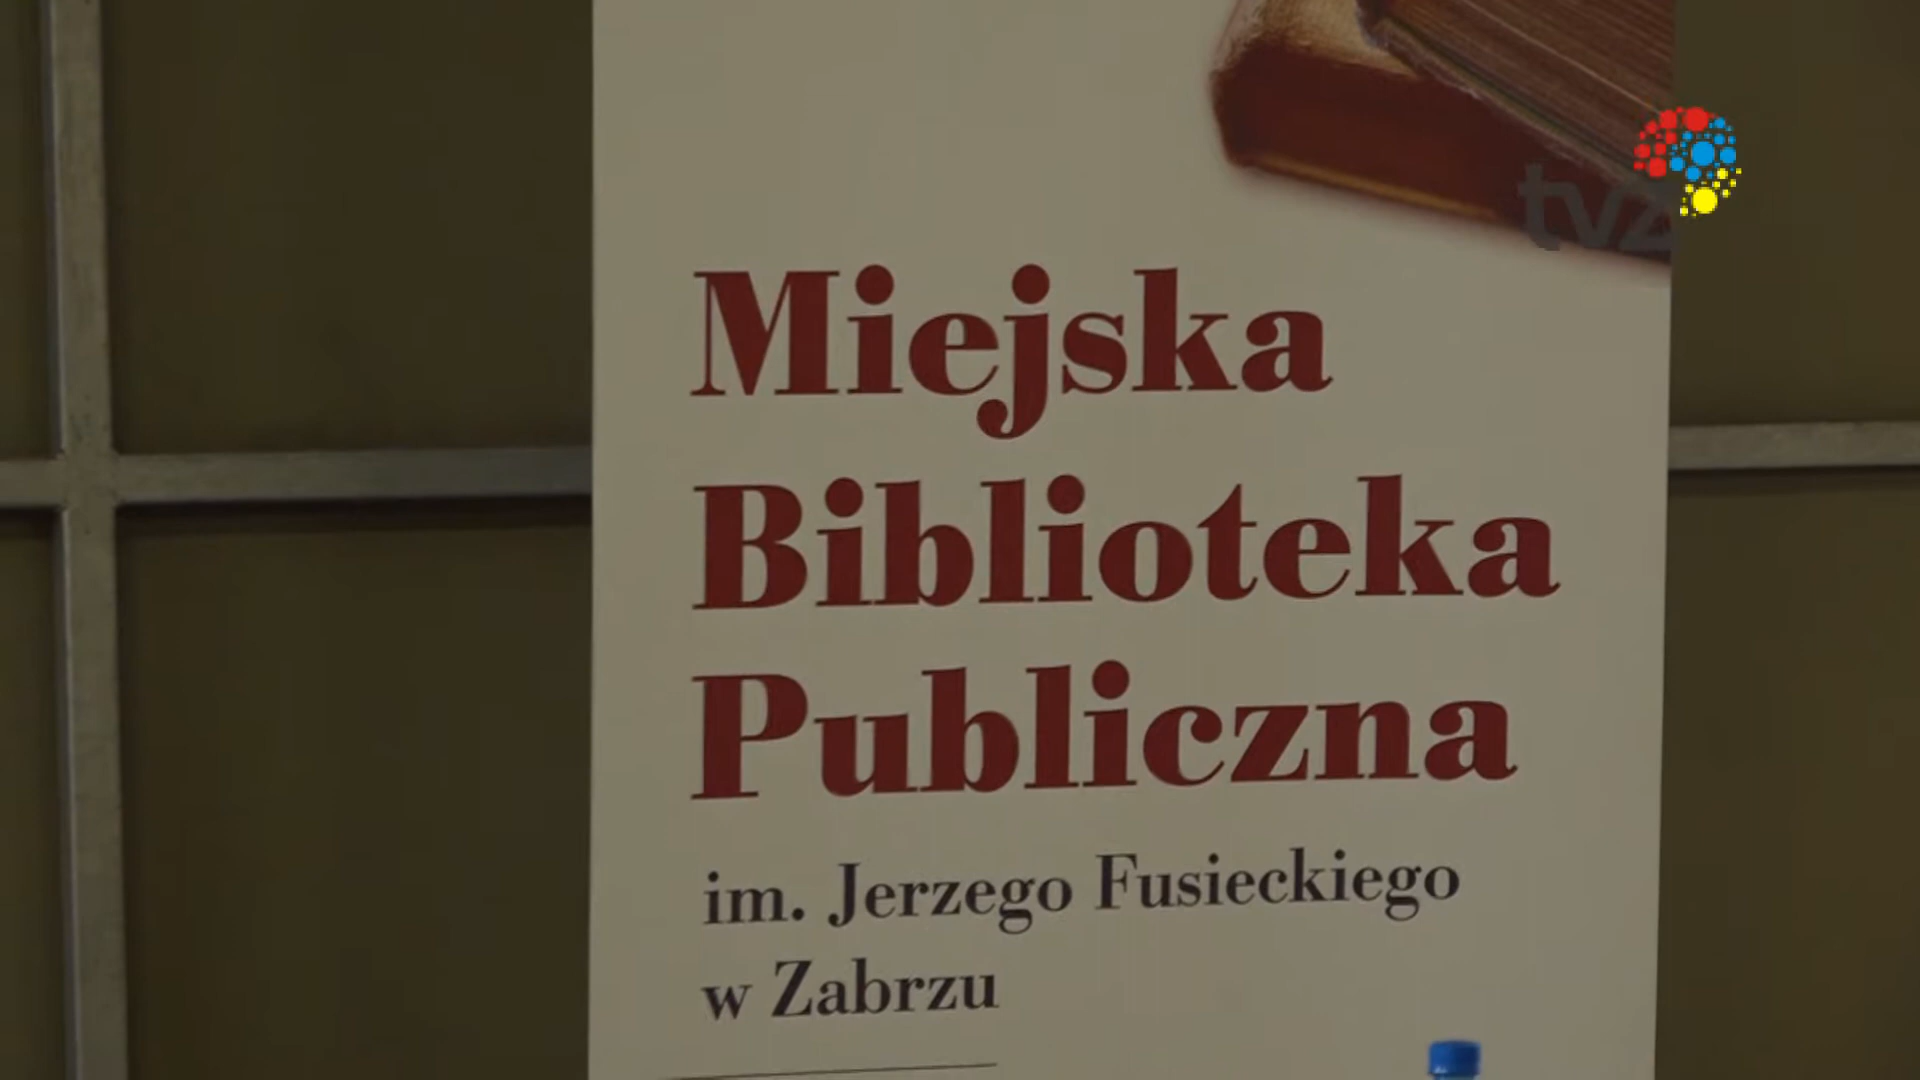 tvz
Miejska
Biblioteka
Publiczna
im. Jerzego Fusieckiego
w Zabrzu